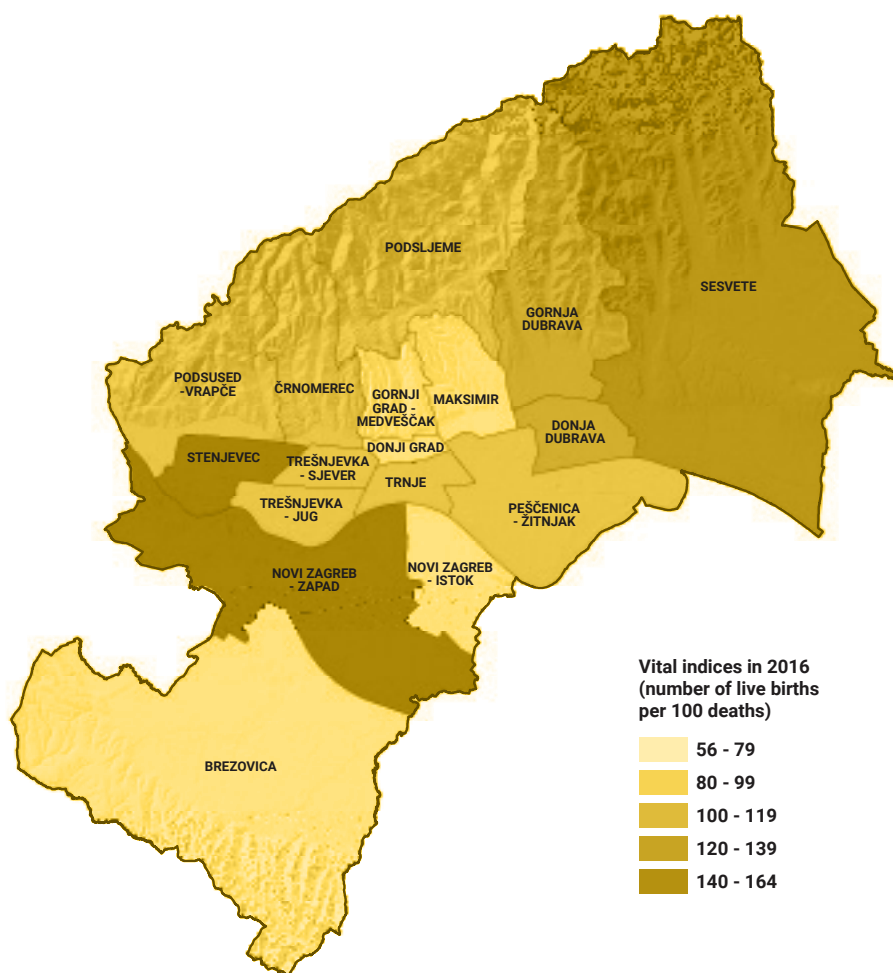 PODSLJEME
SESVETE
GORNJA
DUBRAVA
PODSUSED
-VRAPČE
ČRNOMEREC
GORNJI
GRAD -
MEDVEŠČAK
MAKSIMIR
DONJA
DUBRAVA
DONJI GRAD
STENJEVEC
TREŠNJEVKA
- SJEVER
TRNJE
TREŠNJEVKA
- JUG
PEŠČENICA
- ŽITNJAK
NOVI ZAGREB
- ZAPAD
NOVI ZAGREB
- ISTOK
BREZOVICA
Vital indices in 2016
(number of live births
per 100 deaths)
56 - 79
80 - 99
100 - 119
120 - 139
140 - 164